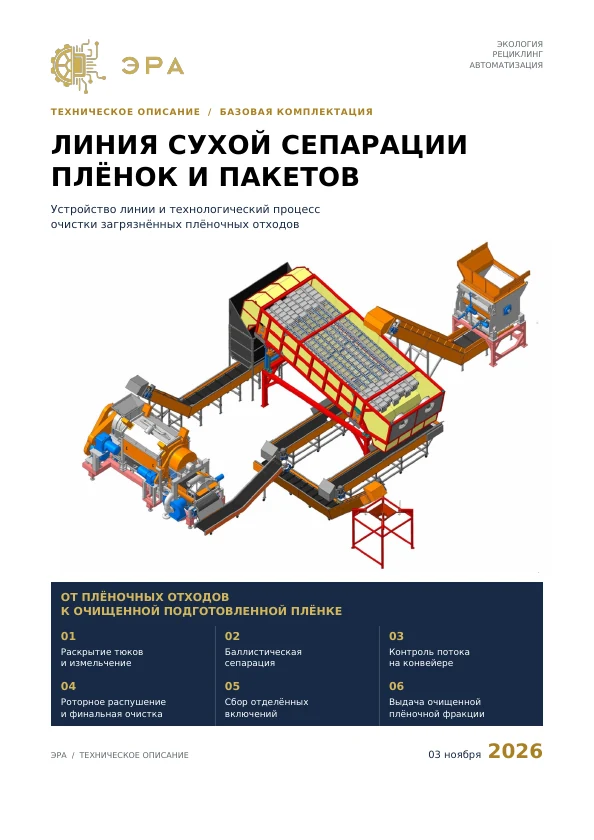 ЭРА
ЭКОЛОГИЯ
РЕЦИКЛИНГ
АВТОМАТИЗАЦИЯ
ТЕХНИЧЕСКОЕ ОПИСАНИЕ / БАЗОВАЯ КОМПЛЕКТАЦИЯ
ЛИНИЯ СУХОЙ СЕПАРАЦИИ
ПЛЁНОК И ПАКЕТОВ
Устройство линии и технологический процесс
очистки загрязнённых плёночных отходов
ОТ ПЛЁНОЧНЫХ ОТХОДОВ
К ОЧИЩЕННОЙ ПОДГОТОВЛЕННОЙ ПЛЁНКЕ
01
Раскрытие тюков
и измельчение
02
Баллистическая
сепарация
03
Контроль потока
на конвейере
04
Роторное распушение
и финальная очистка
05
Сбор отделённых
включений
06
Выдача очищенной
плёночной фракции
ЭРА / ТЕХНИЧЕСКОЕ ОПИСАНИЕ
03 ноября 2026